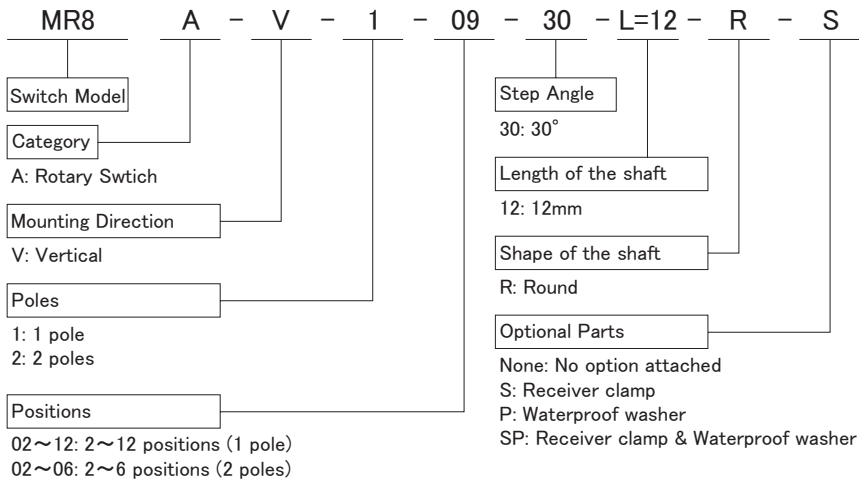 MR8 A - V - 1 - 09 - 30 - L=12 - R - S
Switch Model
Category
A: Rotary Swtich
Mounting Direction
V: Vertical
Poles
1: 1 pole
2: 2 poles
Positions
02～12: 2～12 positions (1 pole)
02～06: 2～6 positions (2 poles)
Step Angle
30: 30°
Length of the shaft
12: 12mm
Shape of the shaft
R: Round
Optional Parts
None: No option attached
S: Receiver clamp
P: Waterproof washer
SP: Receiver clamp & Waterproof washer